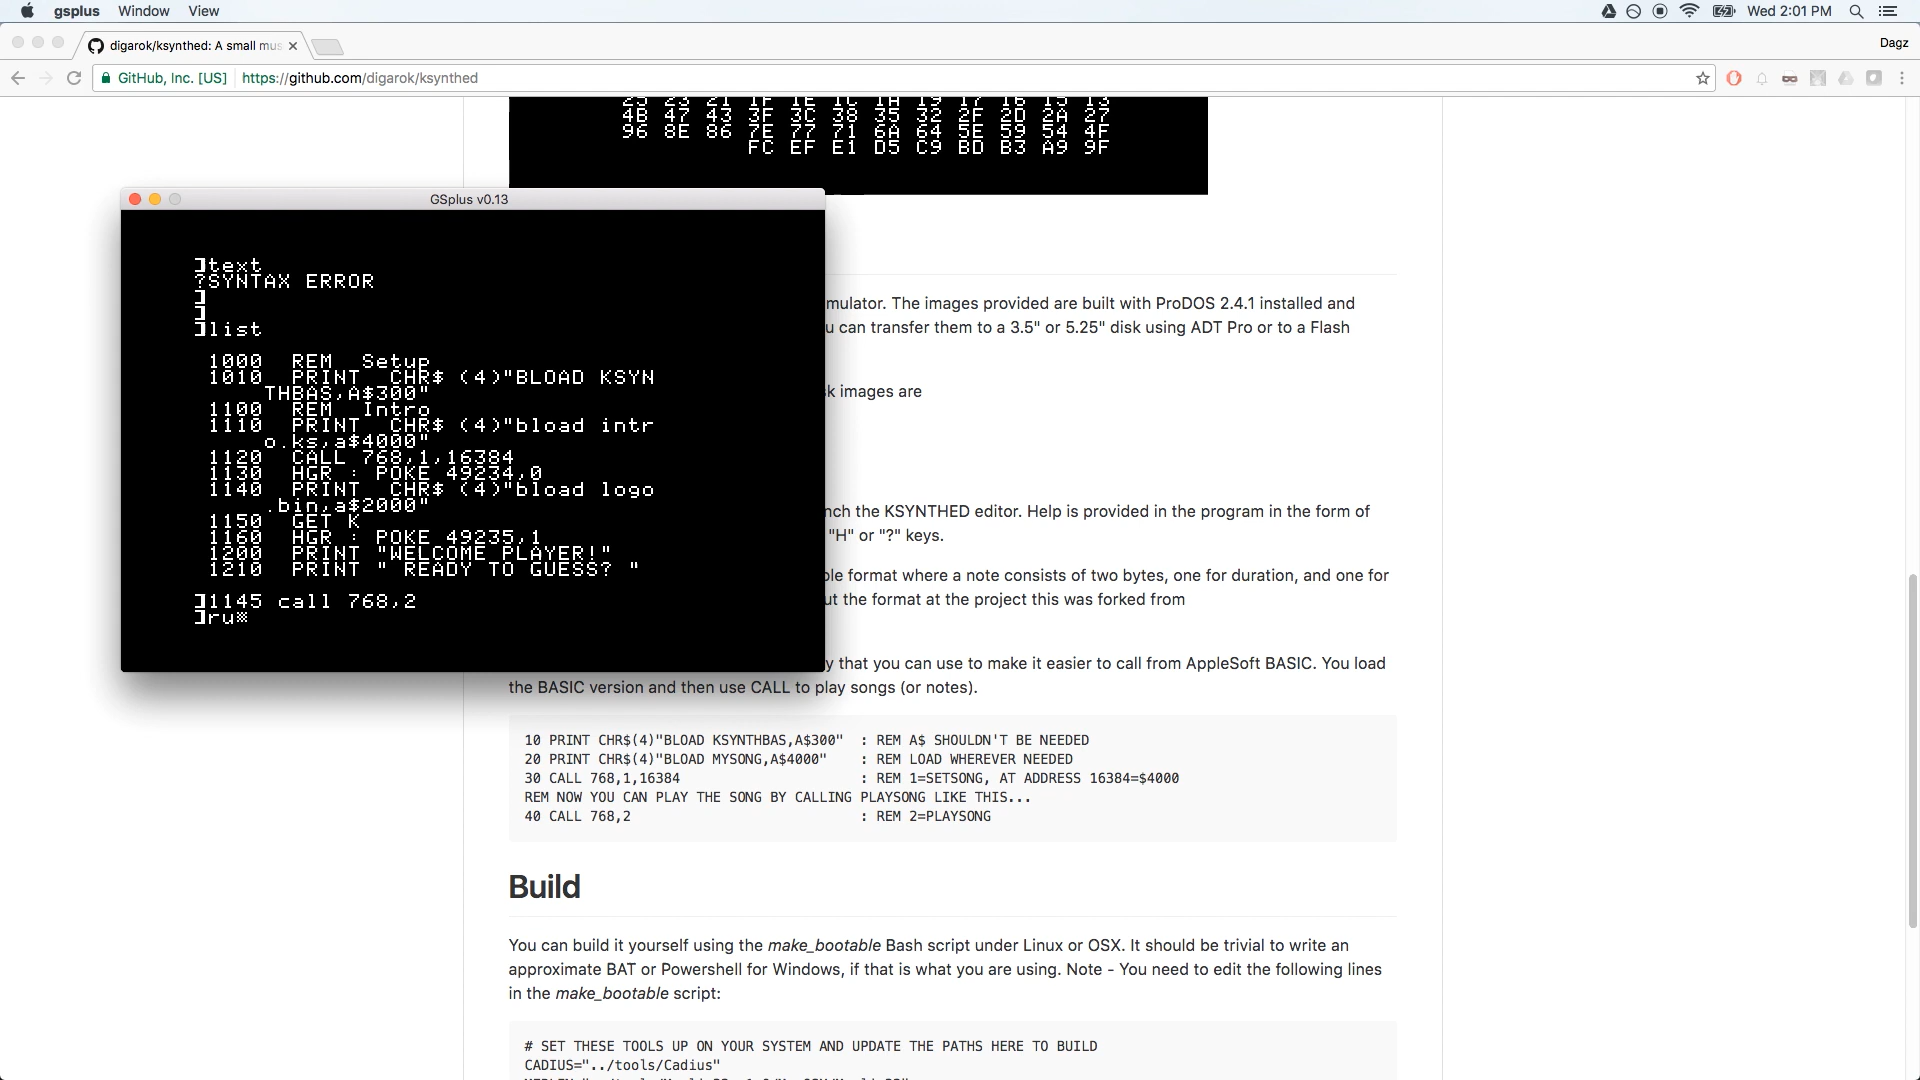 gsplus Window View
Wed 2:01 PM
digarok/ksynthed: A small mus
Dagz
GitHub, Inc. [US] https://github.com/digarok/ksynthed
25 23 21 1F 1E 1C 1A 19 17 16 15 13
4B 47 43 3F 3C 38 35 32 2F 2D 2A 27
96 8E 86 7E 77 71 6A 64 5E 59 54 4F
FC EF E1 D5 C9 BD B3 A9 9F
GSplus v0.13
]text
?SYNTAX ERROR
]
]
]list
1000 REM Setup
1010 PRINT CHR$ (4)"BLOAD KSYN
THBAS,A$300"
1100 REM Intro
1110 PRINT CHR$ (4)"bload intr
o.ks,a$4000"
1120 CALL 768,1,16384
1130 HGR : POKE 49234,0
1140 PRINT CHR$ (4)"bload logo
.bin,a$2000"
1150 GET K
1160 HGR : POKE 49235,1
1200 PRINT "WELCOME PLAYER!"
1210 PRINT " READY TO GUESS? "
]1145 call 768,2
]ru
mulator. The images provided are built with ProDOS 2.4.1 installed and
u can transfer them to a 3.5" or 5.25" disk using ADT Pro or to a Flash
k images are
nch the KSYNTHED editor. Help is provided in the program in the form of
"H" or "?" keys.
ple format where a note consists of two bytes, one for duration, and one for
ut the format at the project this was forked from
y that you can use to make it easier to call from AppleSoft BASIC. You load
the BASIC version and then use CALL to play songs (or notes).
10 PRINT CHR$(4)"BLOAD KSYNTHBAS,A$300" : REM A$ SHOULDN'T BE NEEDED
20 PRINT CHR$(4)"BLOAD MYSONG,A$4000" : REM LOAD WHEREVER NEEDED
30 CALL 768,1,16384 : REM 1=SETSONG, AT ADDRESS 16384=$4000
REM NOW YOU CAN PLAY THE SONG BY CALLING PLAYSONG LIKE THIS...
40 CALL 768,2 : REM 2=PLAYSONG
Build
You can build it yourself using the make_bootable Bash script under Linux or OSX. It should be trivial to write an
approximate BAT or Powershell for Windows, if that is what you are using. Note - You need to edit the following lines
in the make_bootable script:
# SET THESE TOOLS UP ON YOUR SYSTEM AND UPDATE THE PATHS HERE TO BUILD
CADIUS="../tools/Cadius"